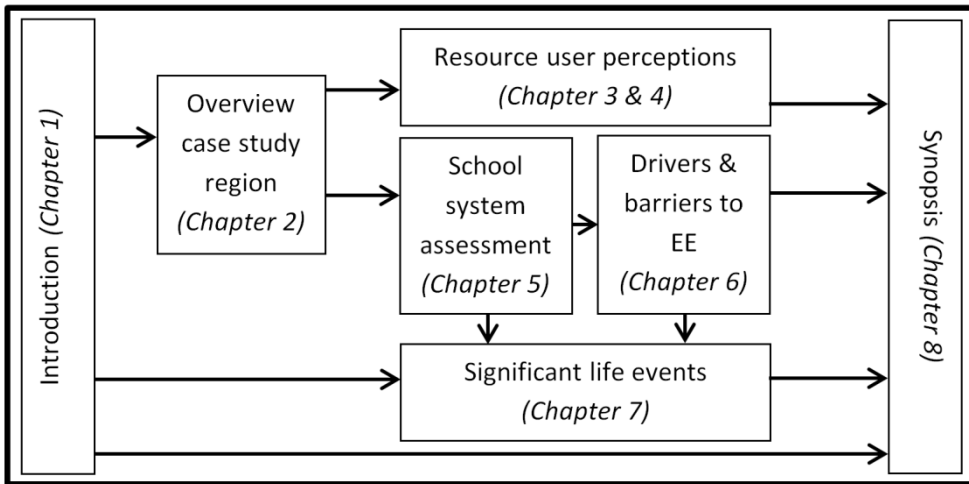 Introduction (Chapter 1)
Overview
case study
region
(Chapter 2)
Resource user perceptions
(Chapter 3 & 4)
School
system
assessment
(Chapter 5)
Drivers &
barriers to
EE
(Chapter 6)
Significant life events
(Chapter 7)
Synopsis (Chapter 8)